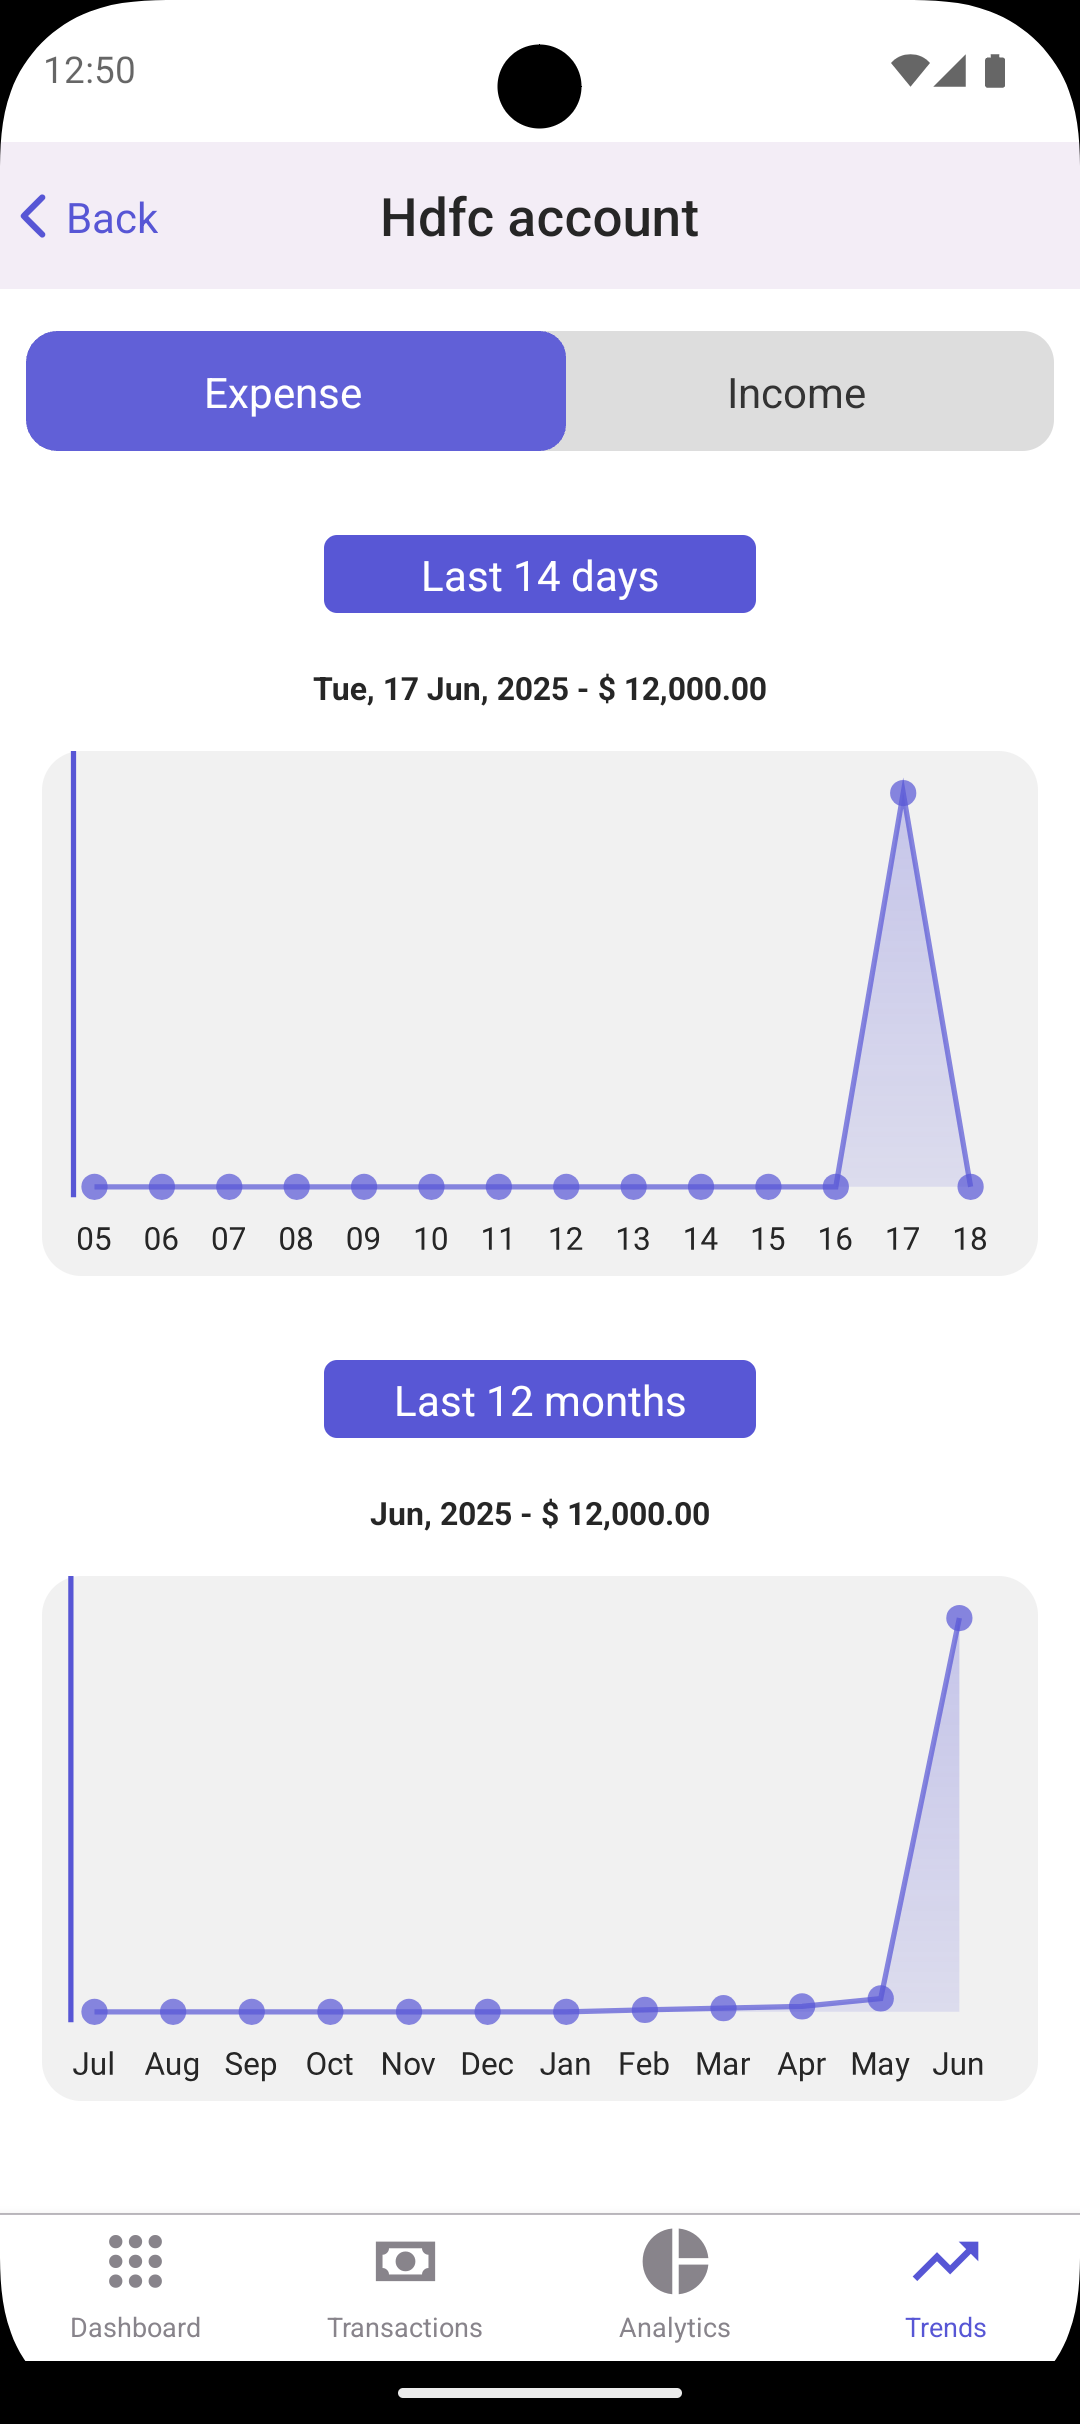 12:50
Back
Hdfc account
Expense
Income
Last 14 days
Tue, 17 Jun, 2025 - $ 12,000.00
05 06 07 08 09 10 11 12 13 14 15 16 17 18
Last 12 months
Jun, 2025 - $ 12,000.00
Jul Aug Sep Oct Nov Dec Jan Feb Mar Apr May Jun
Dashboard Transactions Analytics Trends